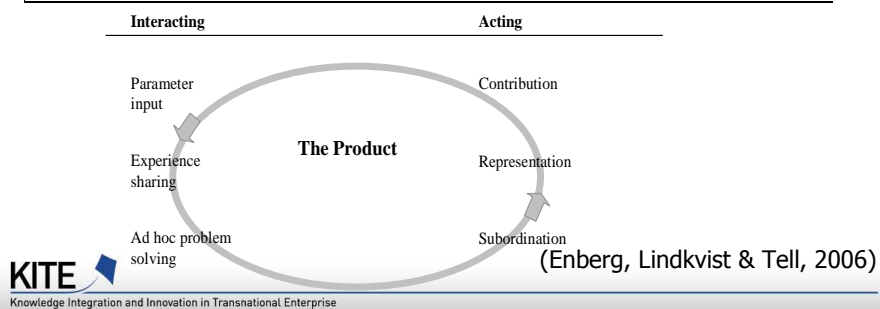 Interacting Acting
Parameter
input
Contribution
The Product
Experience
sharing
Representation
Ad hoc problem
solving
Subordination
(Enberg, Lindkvist & Tell, 2006)
KITE
Knowledge Integration and Innovation in Transnational Enterprise